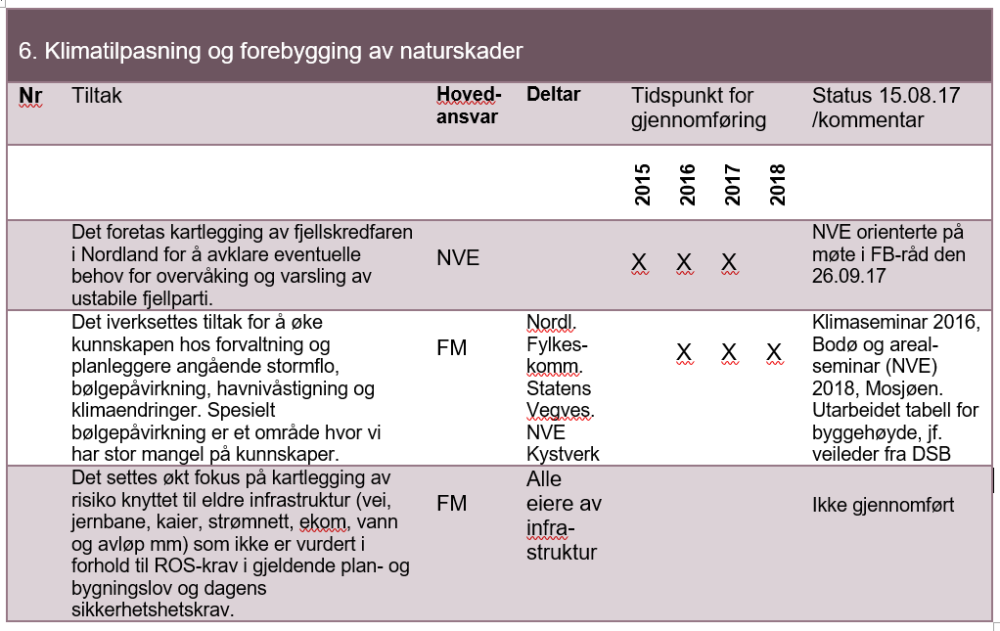 6. Klimatilpasning og forebygging av naturskader
Nr
Tiltak
Hoved-
ansvar
Deltar
Tidspunkt for
gjennomføring
Status 15.08.17
/kommentar
2015
2016
2017
2018
Det foretas kartlegging av fjellskredfaren
i Nordland for å avklare eventuelle
behov for overvåking og varsling av
ustabile fjellparti.
NVE
X X X
NVE orienterte på
møte i FB-råd den
26.09.17
Det iverksettes tiltak for å øke
kunnskapen hos forvaltning og
planleggere angående stormflo,
bølgepåvirkning, havnivåstigning og
klimaendringer. Spesielt
bølgepåvirkning er et område hvor vi
har stor mangel på kunnskaper.
FM
Nordl.
Fylkes-
komm.
Statens
Vegves.
NVE
Kystverk
X X X
Klimaseminar 2016,
Bodø og areal-
seminar (NVE)
2018, Mosjøen.
Utarbeidet tabell for
byggehøyde, jf.
veileder fra DSB
Det settes økt fokus på kartlegging av
risiko knyttet til eldre infrastruktur (vei,
jernbane, kaier, strømnett, ekom, vann
og avløp mm) som ikke er vurdert i
forhold til ROS-krav i gjeldende plan- og
bygningslov og dagens
sikkerhetshetskrav.
FM
Alle
eiere av
infra-
struktur
Ikke gjennomført